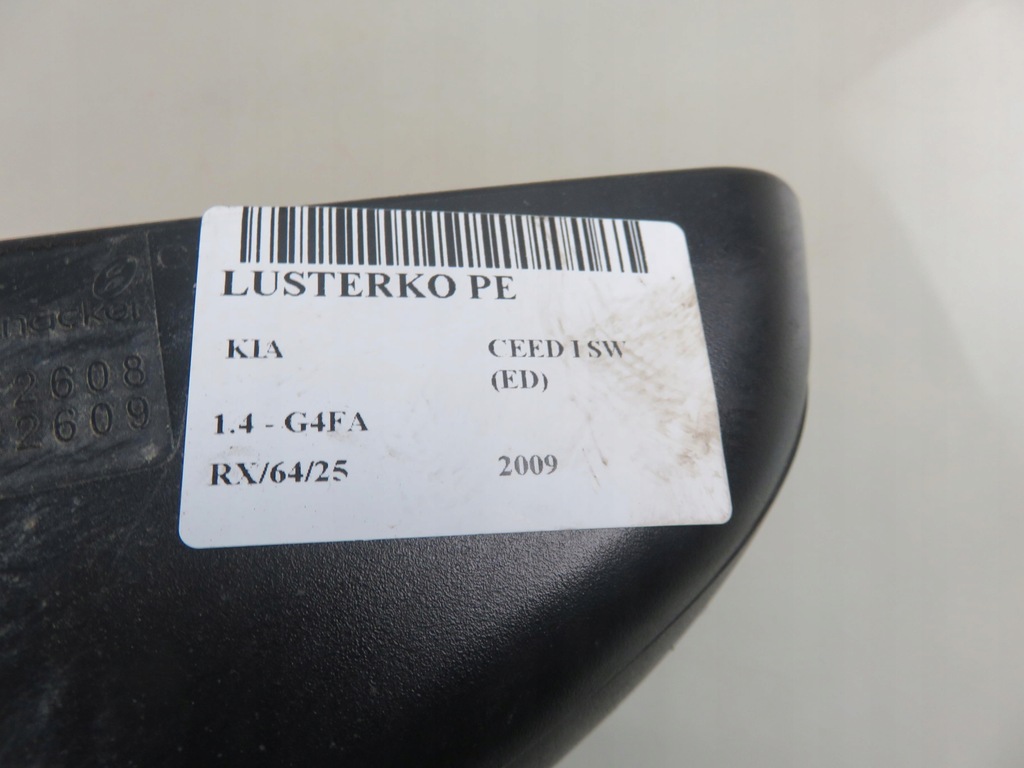 LUSTERKO PE
KIA CEED I SW
(ED)
1.4 - G4FA
RX/64/25 2009
2608
2609